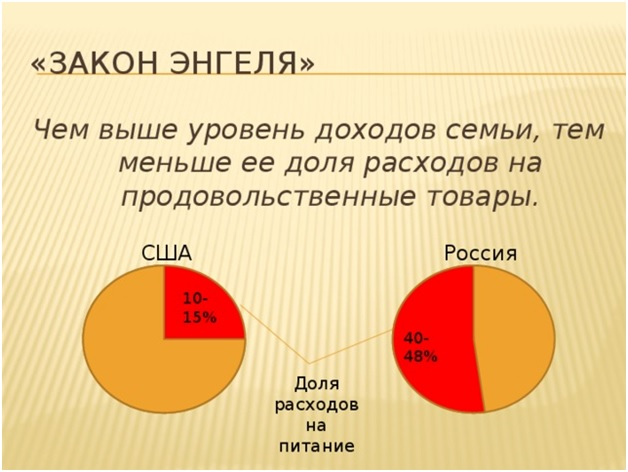 «ЗАКОН ЭНГЕЛЯ»
Чем выше уровень доходов семьи, тем
меньше ее доля расходов на
продовольственные товары.
США
Россия
10-
15%
40-
48%
Доля
расходов
на
питание